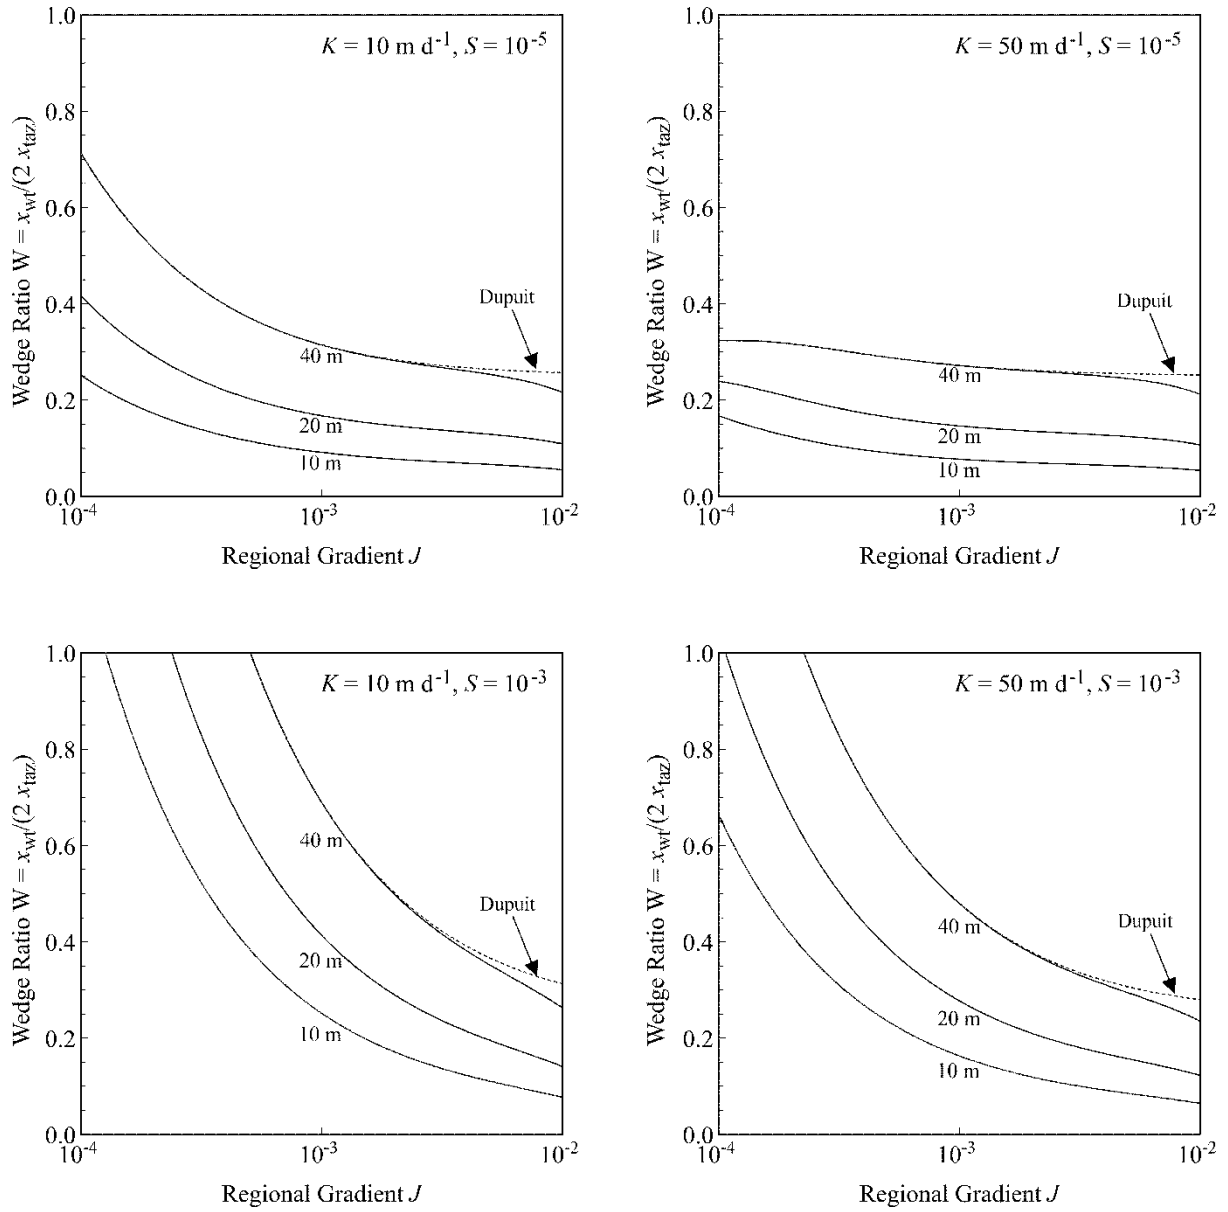 K = 10 m d-1, S = 10-5
Wedge Ratio W = xwt/(2 xtaz)
1.0
0.8
0.6
0.4
0.2
0.0
Dupuit
40 m
20 m
10 m
10-4
10-3
10-2
Regional Gradient J
K = 50 m d-1, S = 10-5
Wedge Ratio W = xwt/(2 xtaz)
1.0
0.8
0.6
0.4
0.2
0.0
Dupuit
40 m
20 m
10 m
10-4
10-3
10-2
Regional Gradient J
K = 10 m d-1, S = 10-3
Wedge Ratio W = xwt/(2 xtaz)
1.0
0.8
0.6
0.4
0.2
0.0
40 m
Dupuit
20 m
10 m
10-4
10-3
10-2
Regional Gradient J
K = 50 m d-1, S = 10-3
Wedge Ratio W = xwt/(2 xtaz)
1.0
0.8
0.6
0.4
0.2
0.0
Dupuit
40 m
20 m
10 m
10-4
10-3
10-2
Regional Gradient J